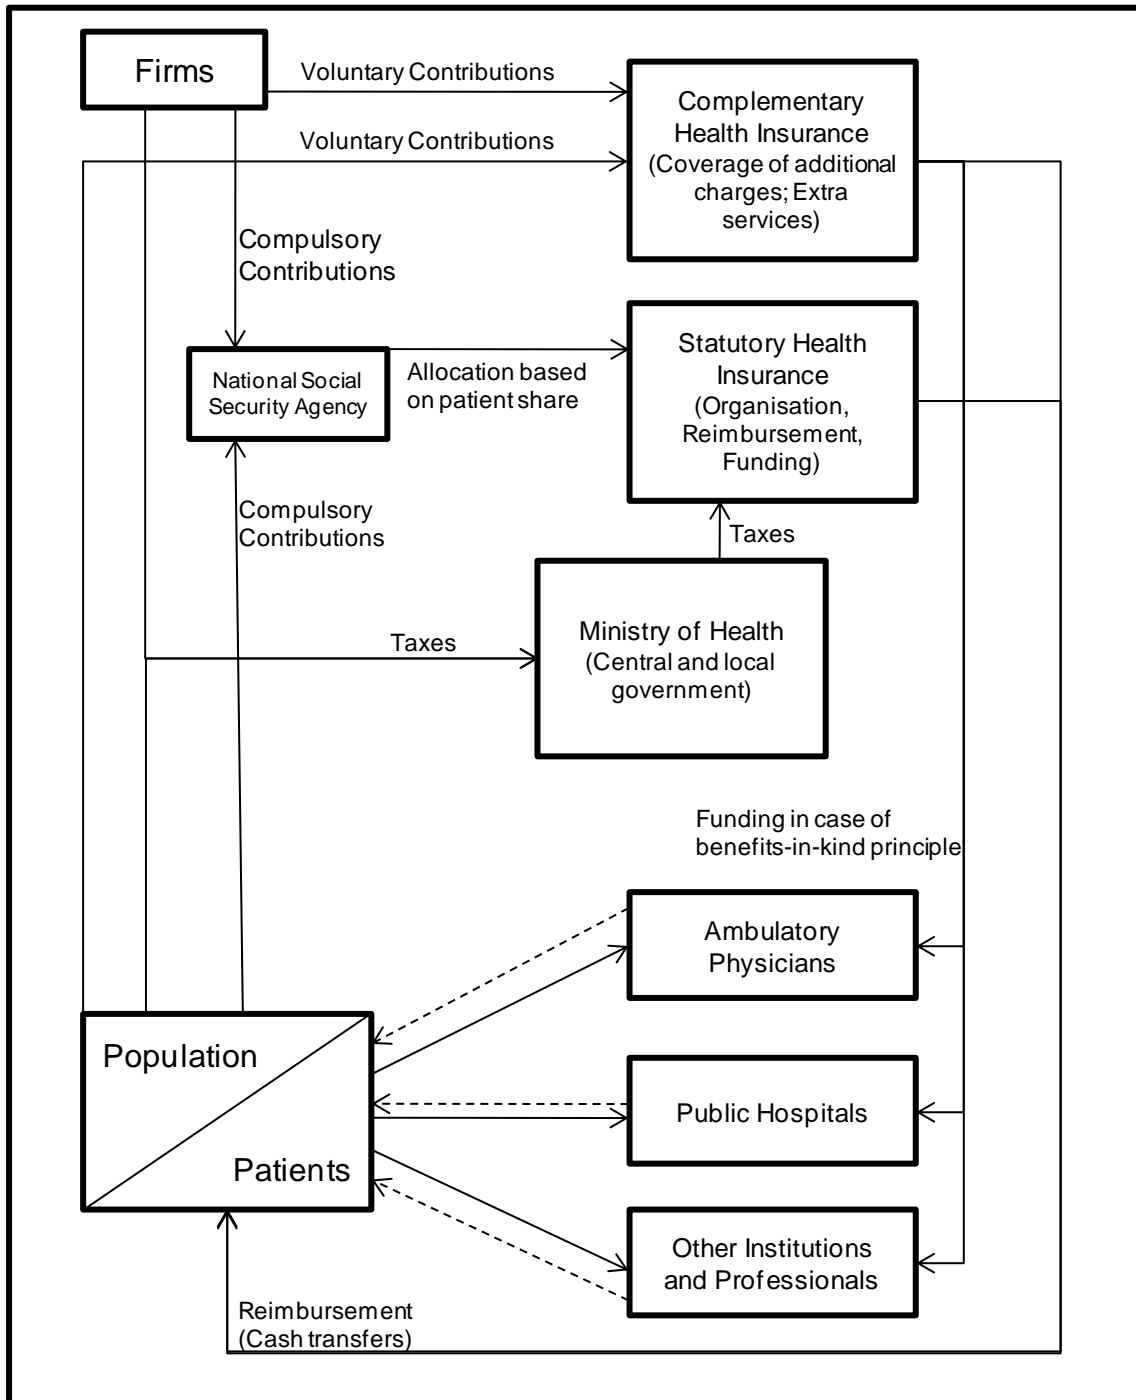 Firms
Voluntary Contributions
Voluntary Contributions
Complementary
Health Insurance
(Coverage of additional
charges; Extra
services)
Compulsory
Contributions
National Social
Security Agency
Allocation based
on patient share
Statutory Health
Insurance
(Organisation,
Reimbursement,
Funding)
Compulsory
Contributions
Taxes
Taxes
Ministry of Health
(Central and local
government)
Funding in case of
benefits-in-kind principle
Ambulatory
Physicians
Population
Patients
Public Hospitals
Other Institutions
and Professionals
Reimbursement
(Cash transfers)